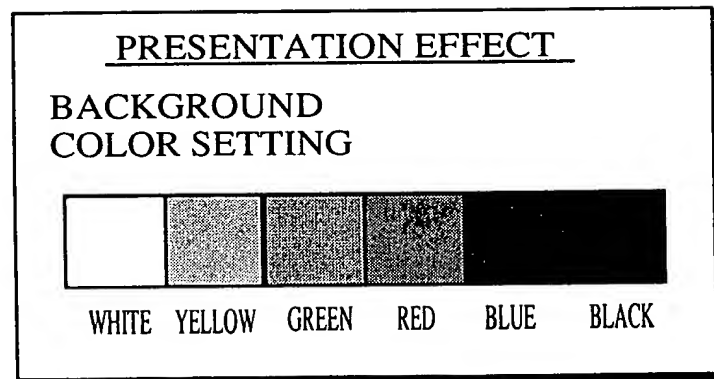 PRESENTATION EFFECT
BACKGROUND
COLOR SETTING
WHITE YELLOW GREEN RED BLUE BLACK